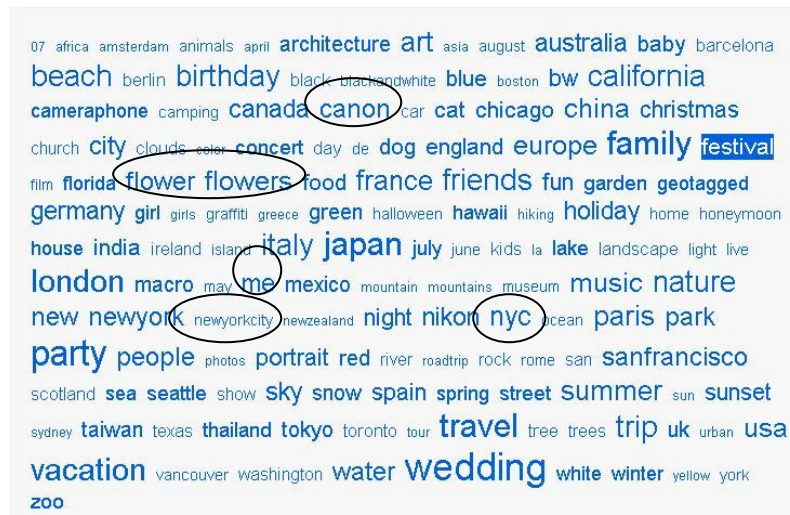 07 africa amsterdam animals april architecture art asia august australia baby barcelona
beach berlin birthday black blackandwhite blue boston bw california
cameraphone camping canada canon car cat chicago china christmas
church city clouds color concert day de dog england europe family festival
film florida flower flowers food france friends fun garden geotagged
germany girl girls graffiti greece green halloween hawaii hiking holiday home honeymoon
house india ireland island italy japan july june kids la lake landscape light live
london macro may me mexico mountain mountains museum music nature
new newyork newyorkcity newzealand night nikon nyc ocean paris park
party people photos portrait red river roadtrip rock rome san sanfrancisco
scotland sea seattle show sky snow spain spring street summer sun sunset
sydney taiwan texas thailand tokyo toronto tour travel tree trees trip uk urban usa
vacation vancouver washington water wedding white winter yellow york
zoo